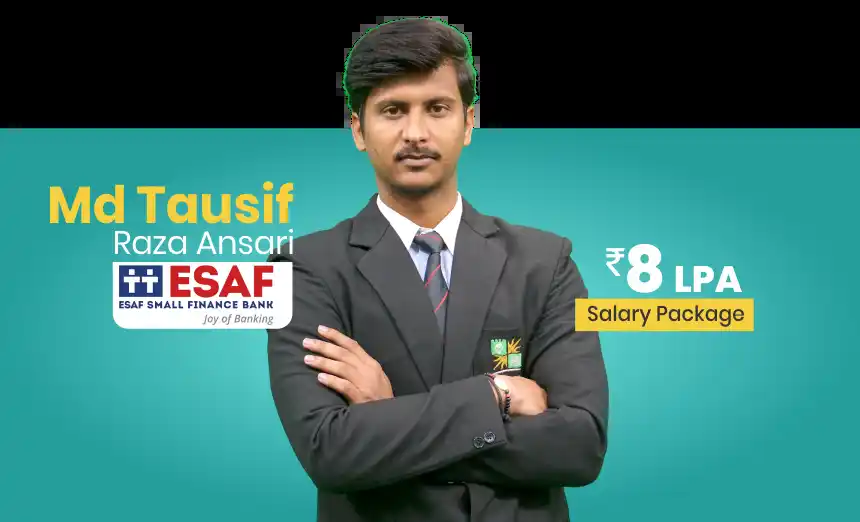 Md Tausif
Raza Ansari
ESAF
ESAF SMALL FINANCE BANK
Joy of Banking
₹8 LPA
Salary Package